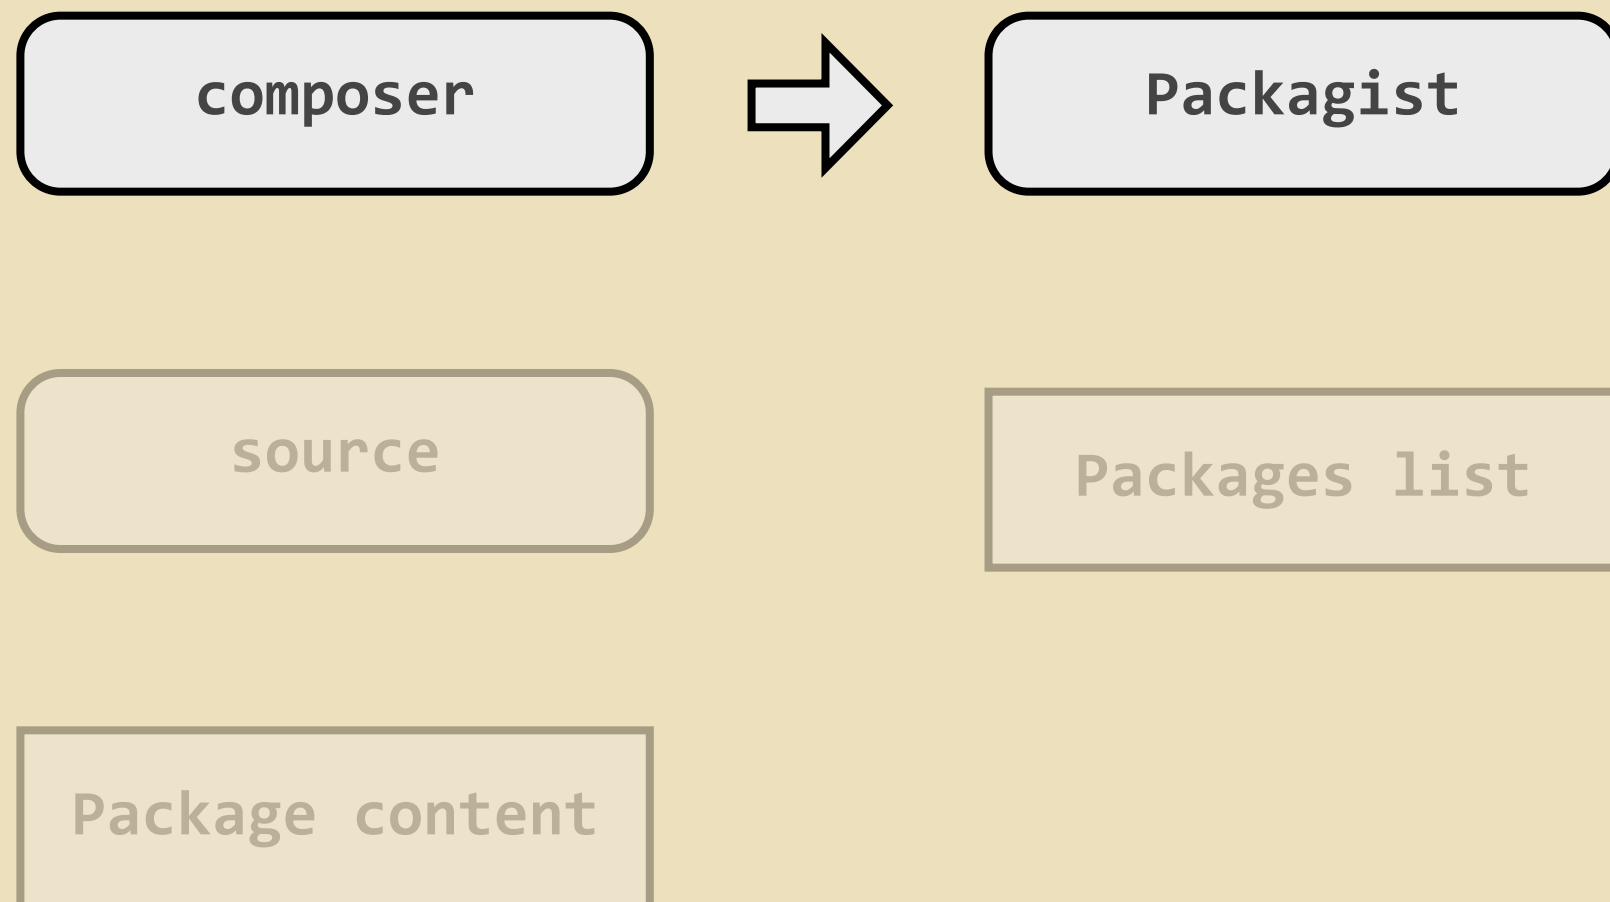 composer
Packagist
source
Packages list
Package content